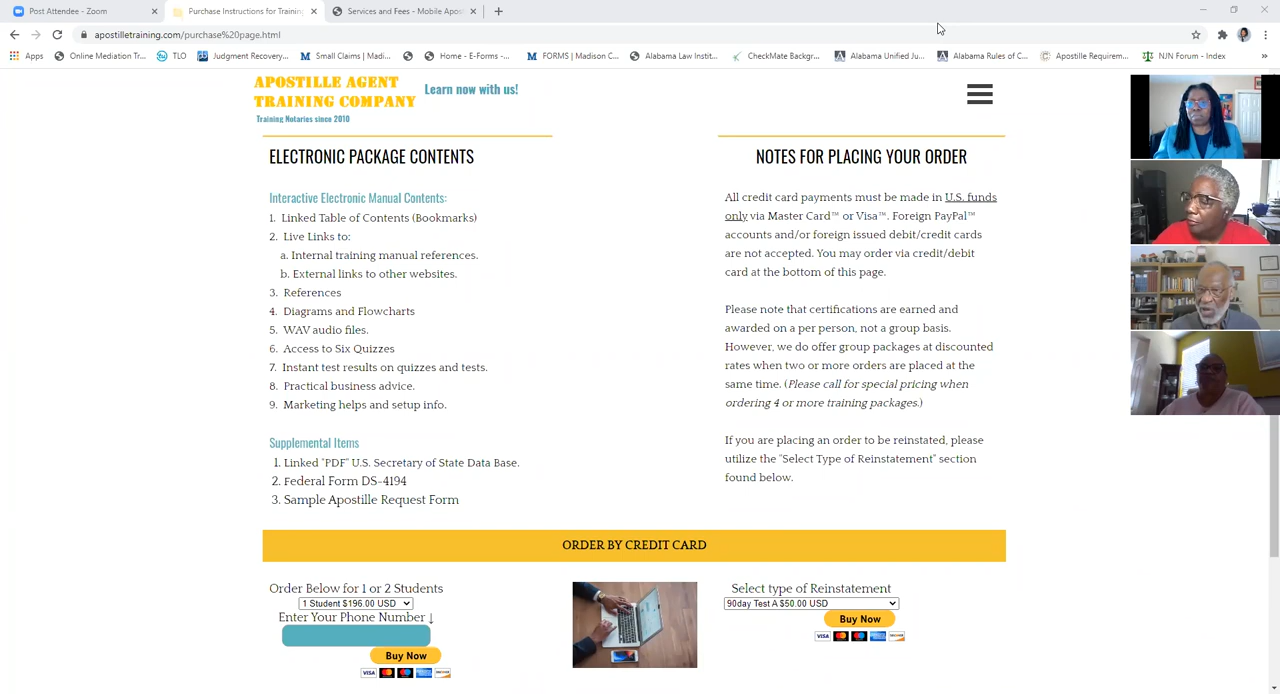 Post Attendee - Zoom
Purchase Instructions for Training
Services and Fees - Mobile Apos
apostilletraining.com/purchase%20page.html
Apps
Online Mediation Tr...
TLO
Judgment Recovery...
Small Claims | Madi...
Home - E-Forms - ...
FORMS | Madison C...
Alabama Law Instit...
CheckMate Backgr...
Alabama Unified Ju...
Alabama Rules of C...
Apostille Requirem...
NJN Forum - Index
APOSTILLE AGENT
TRAINING COMPANY
Learn now with us!
Training Notaries since 2010
ELECTRONIC PACKAGE CONTENTS
Interactive Electronic Manual Contents:
1. Linked Table of Contents (Bookmarks)
2. Live Links to:
a. Internal training manual references.
b. External links to other websites.
3. References
4. Diagrams and Flowcharts
5. WAV audio files.
6. Access to Six Quizzes
7. Instant test results on quizzes and tests.
8. Practical business advice.
9. Marketing helps and setup info.
Supplemental Items
1. Linked "PDF" U.S. Secretary of State Data Base.
2. Federal Form DS-4194
3. Sample Apostille Request Form
NOTES FOR PLACING YOUR ORDER
All credit card payments must be made in U.S. funds
only via Master Card™ or Visa™. Foreign PayPal™
accounts and/or foreign issued debit/credit cards
are not accepted. You may order via credit/debit
card at the bottom of this page.
Please note that certifications are earned and
awarded on a per person, not a group basis.
However, we do offer group packages at discounted
rates when two or more orders are placed at the
same time. (Please call for special pricing when
ordering 4 or more training packages.)
If you are placing an order to be reinstated, please
utilize the "Select Type of Reinstatement" section
found below.
ORDER BY CREDIT CARD
Order Below for 1 or 2 Students
1 Student $196.00 USD
Enter Your Phone Number ↓
Buy Now
VISA
DISCOVER
Select type of Reinstatement
90day Test A $50.00 USD
Buy Now
VISA
DISCOVER